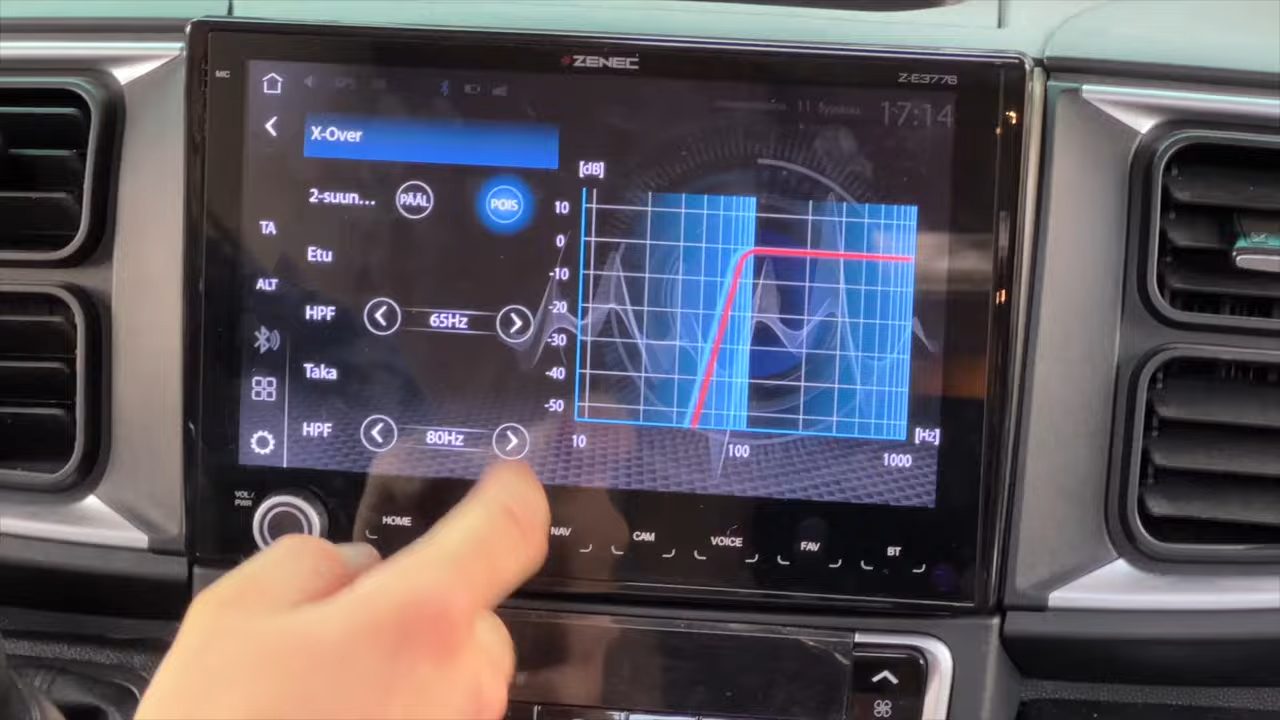 ZENEC
MIC
Z-E3776
17:14
X-Over
[dB]
2-suun...
PÄÄL
POIS
10
0
-10
-20
-30
-40
-50
TA
Etu
ALT
HPF
65Hz
Taka
HPF
80Hz
[Hz]
10
100
1000
VOL/
PWR
HOME
NAV
CAM
VOICE
FAV
BT